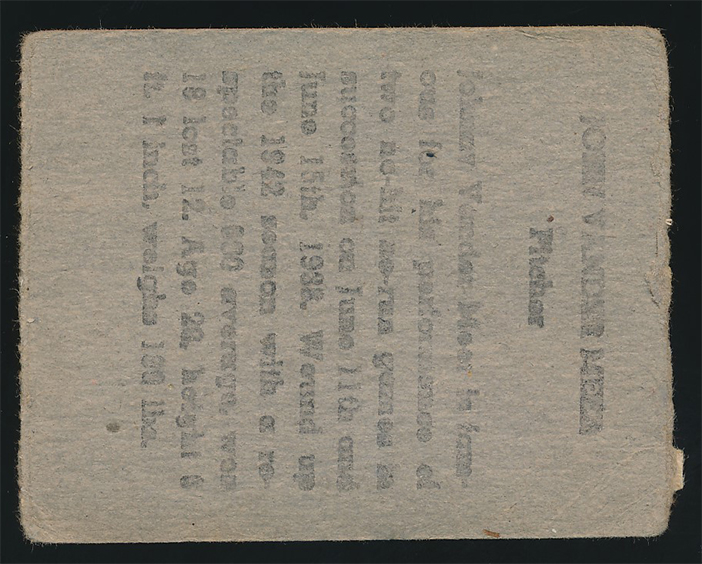 JOHN VANDER MEER
Pitcher
Johnny Vander Meer is fam-
ous for his performance of
two no-hit no-run games in
succession on June 11th and
June 15th, 1938. Wound up
the 1942 season with a re-
spectable 600 average, won
18 lost 12. Age 28, height 6
ft. 1 inch, weighs 190 lbs.